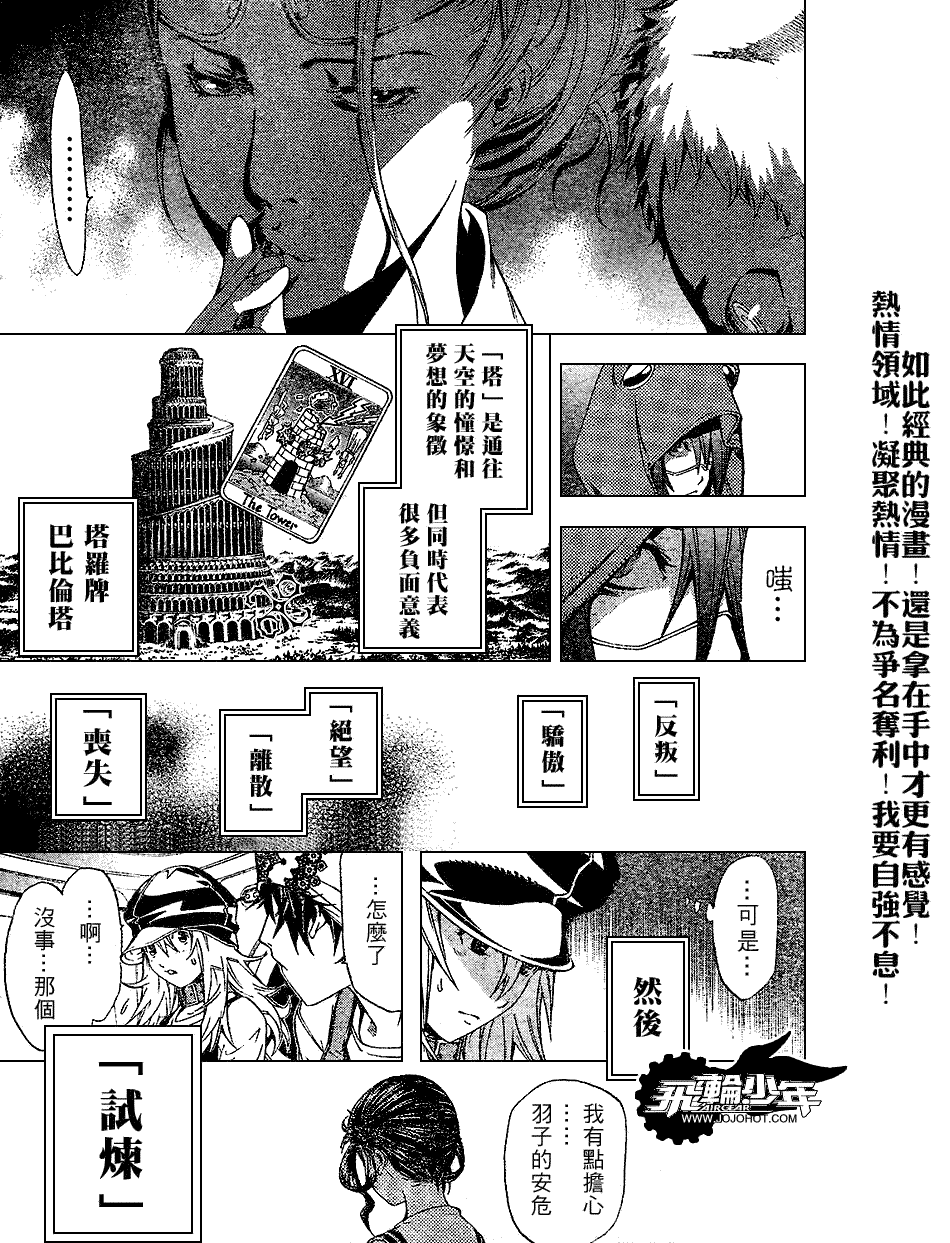 ………
「塔」是通往
天空的憧憬和
夢想的象徵
但同時代表
很多負面意義
XVI
The Tower
塔羅牌
巴比倫塔
嗤…
「反叛」
「驕傲」
「絕望」
「離散」
「喪失」
…可是…
然後
…怎麼了
…啊…
沒事…那個
「試煉」
我有點擔心
……
羽子的安危
飛輪少年
AIRGEAR
WWW.JOJOHOT.COM
如此經典的漫畫！還是拿在手中才更有感覺！
熱情領域！凝聚熱情！不為爭名奪利！我要自強不息！